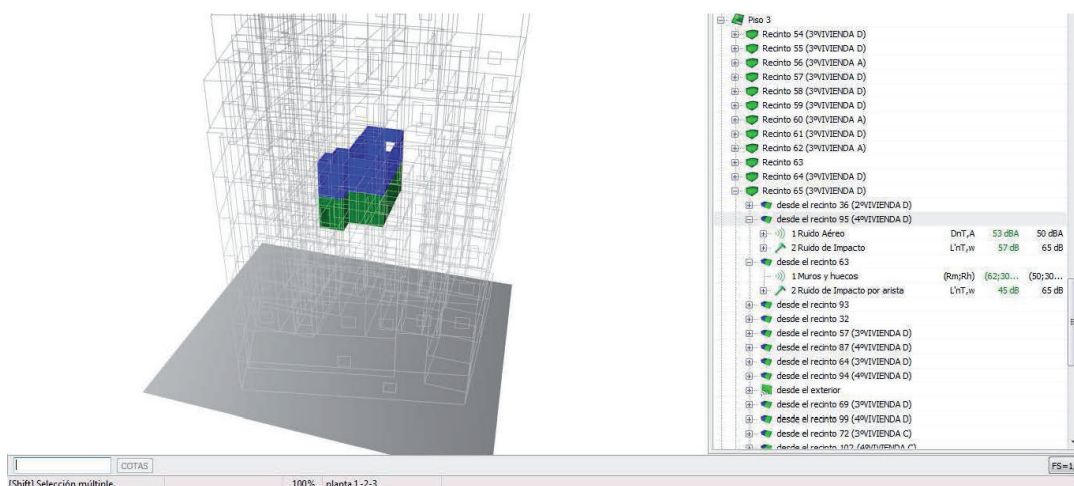 Piso 3
Recinto 54 (3ºVIVIENDA D)
Recinto 55 (3ºVIVIENDA D)
Recinto 56 (3ºVIVIENDA A)
Recinto 57 (3ºVIVIENDA D)
Recinto 58 (3ºVIVIENDA D)
Recinto 59 (3ºVIVIENDA D)
Recinto 60 (3ºVIVIENDA A)
Recinto 61 (3ºVIVIENDA D)
Recinto 62 (3ºVIVIENDA A)
Recinto 63
Recinto 64 (3ºVIVIENDA D)
Recinto 65 (3ºVIVIENDA D)
desde el recinto 36 (2ºVIVIENDA D)
desde el recinto 95 (4ºVIVIENDA D)
1 Ruido Aéreo DnT,A 53 dBA 50 dBA
2 Ruido de Impacto L'nT,w 57 dB 65 dB
desde el recinto 63
1 Muros y huecos (Rm;Rh) (62;30... (50;30...
2 Ruido de Impacto por arista L'nT,w 45 dB 65 dB
desde el recinto 93
desde el recinto 32
desde el recinto 57 (3ºVIVIENDA D)
desde el recinto 87 (4ºVIVIENDA D)
desde el recinto 64 (3ºVIVIENDA D)
desde el recinto 94 (4ºVIVIENDA D)
desde el exterior
desde el recinto 69 (3ºVIVIENDA D)
desde el recinto 99 (4ºVIVIENDA D)
desde el recinto 72 (3ºVIVIENDA C)
desde el recinto 102 (4ºVIVIENDA C)
COTAS FS=1
[Shift] Selección múltiple. 100% planta 1-2-3